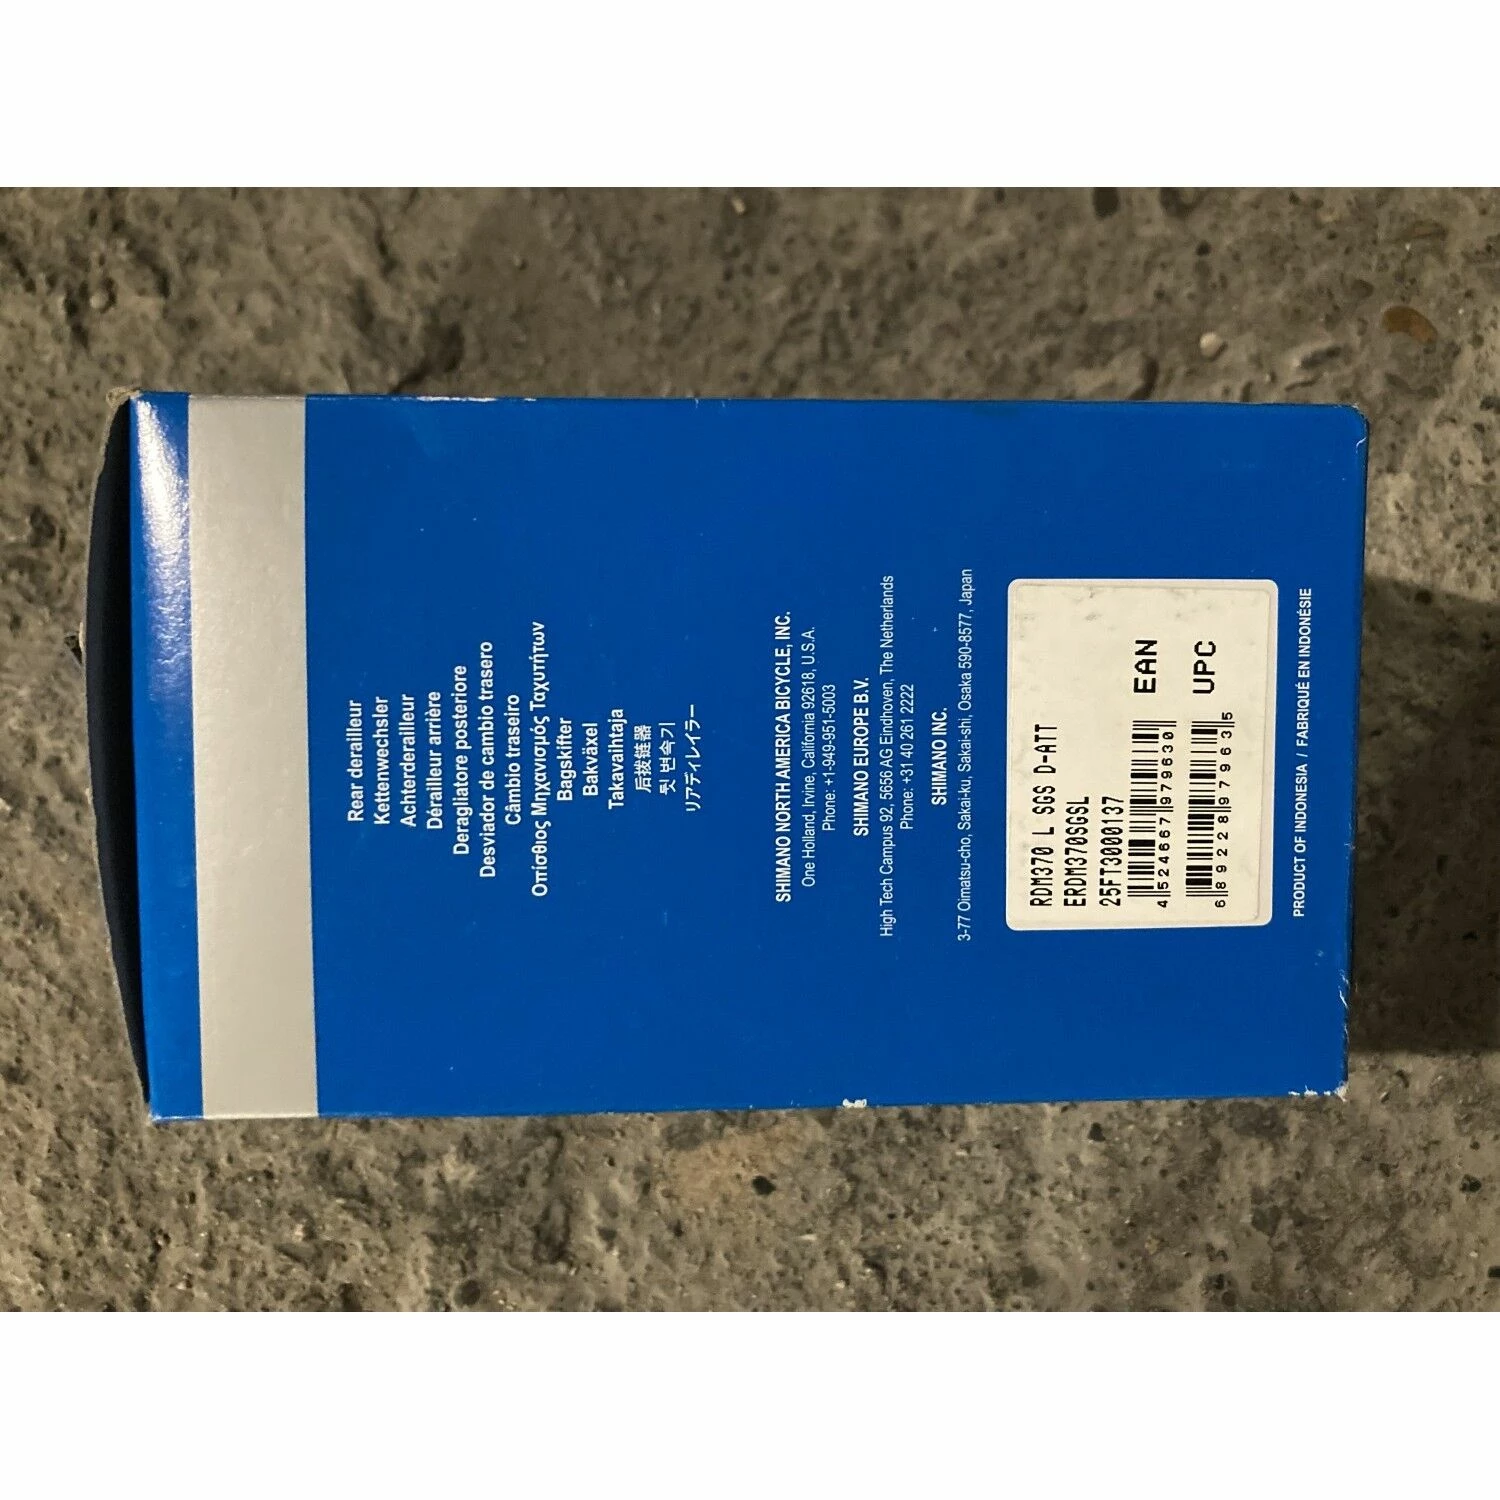 Rear derailleur
Kettenwechsler
Achterderailleur
Dérailleur arrière
Deragliatore posteriore
Desviador de cambio trasero
Câmbio traseiro
Οπίσθιος Μηχανισμός Ταχυτήτων
Bagskifter
Bakväxel
Takavaihtaja
后拨链器
뒷 변속기
リアディレイラー
SHIMANO NORTH AMERICA BICYCLE, INC.
One Holland, Irvine, California 92618, U.S.A.
Phone: +1-949-951-5003
SHIMANO EUROPE B.V.
High Tech Campus 92, 5656 AG Eindhoven, The Netherlands
Phone: +31 40 261 2222
SHIMANO INC.
3-77 Oimatsu-cho, Sakai-ku, Sakai-shi, Osaka 590-8577, Japan
RDM370 L SGS D-ATT
ERDM370SGSL
25FT3000137
4 524667 979630 EAN
6 89228 97963 5 UPC
PRODUCT OF INDONESIA / FABRIQUÉ EN INDONÉSIE